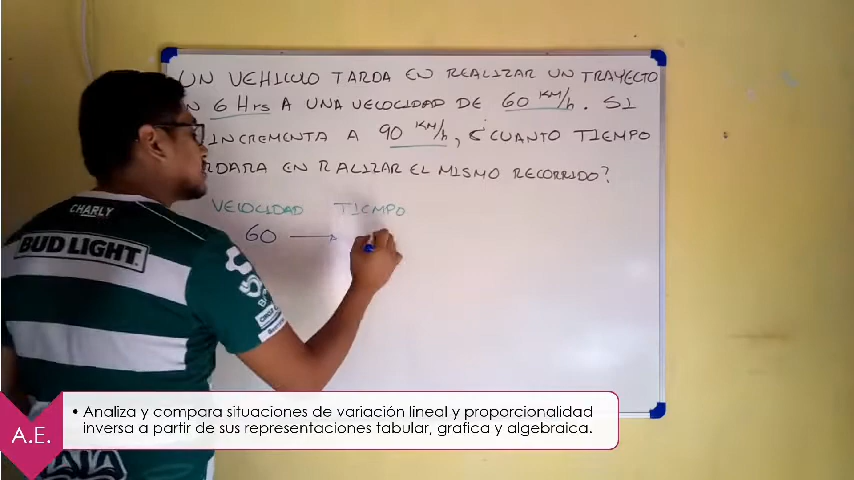 UN VEHICULO TARDA EN REALIZAR UN TRAYECTO
6 Hrs A UNA VELOCIDAD DE 60 KM/h. SI
INCREMENTA A 90 KM/h, ¿CUANTO TIEMPO
EN RALIZAR EL MISMO RECORRIDO?
VELOCIDAD TIEMPO
60
CHARLY
BUD LIGHT
A.E.
• Analiza y compara situaciones de variación lineal y proporcionalidad
inversa a partir de sus representaciones tabular, grafica y algebraica.